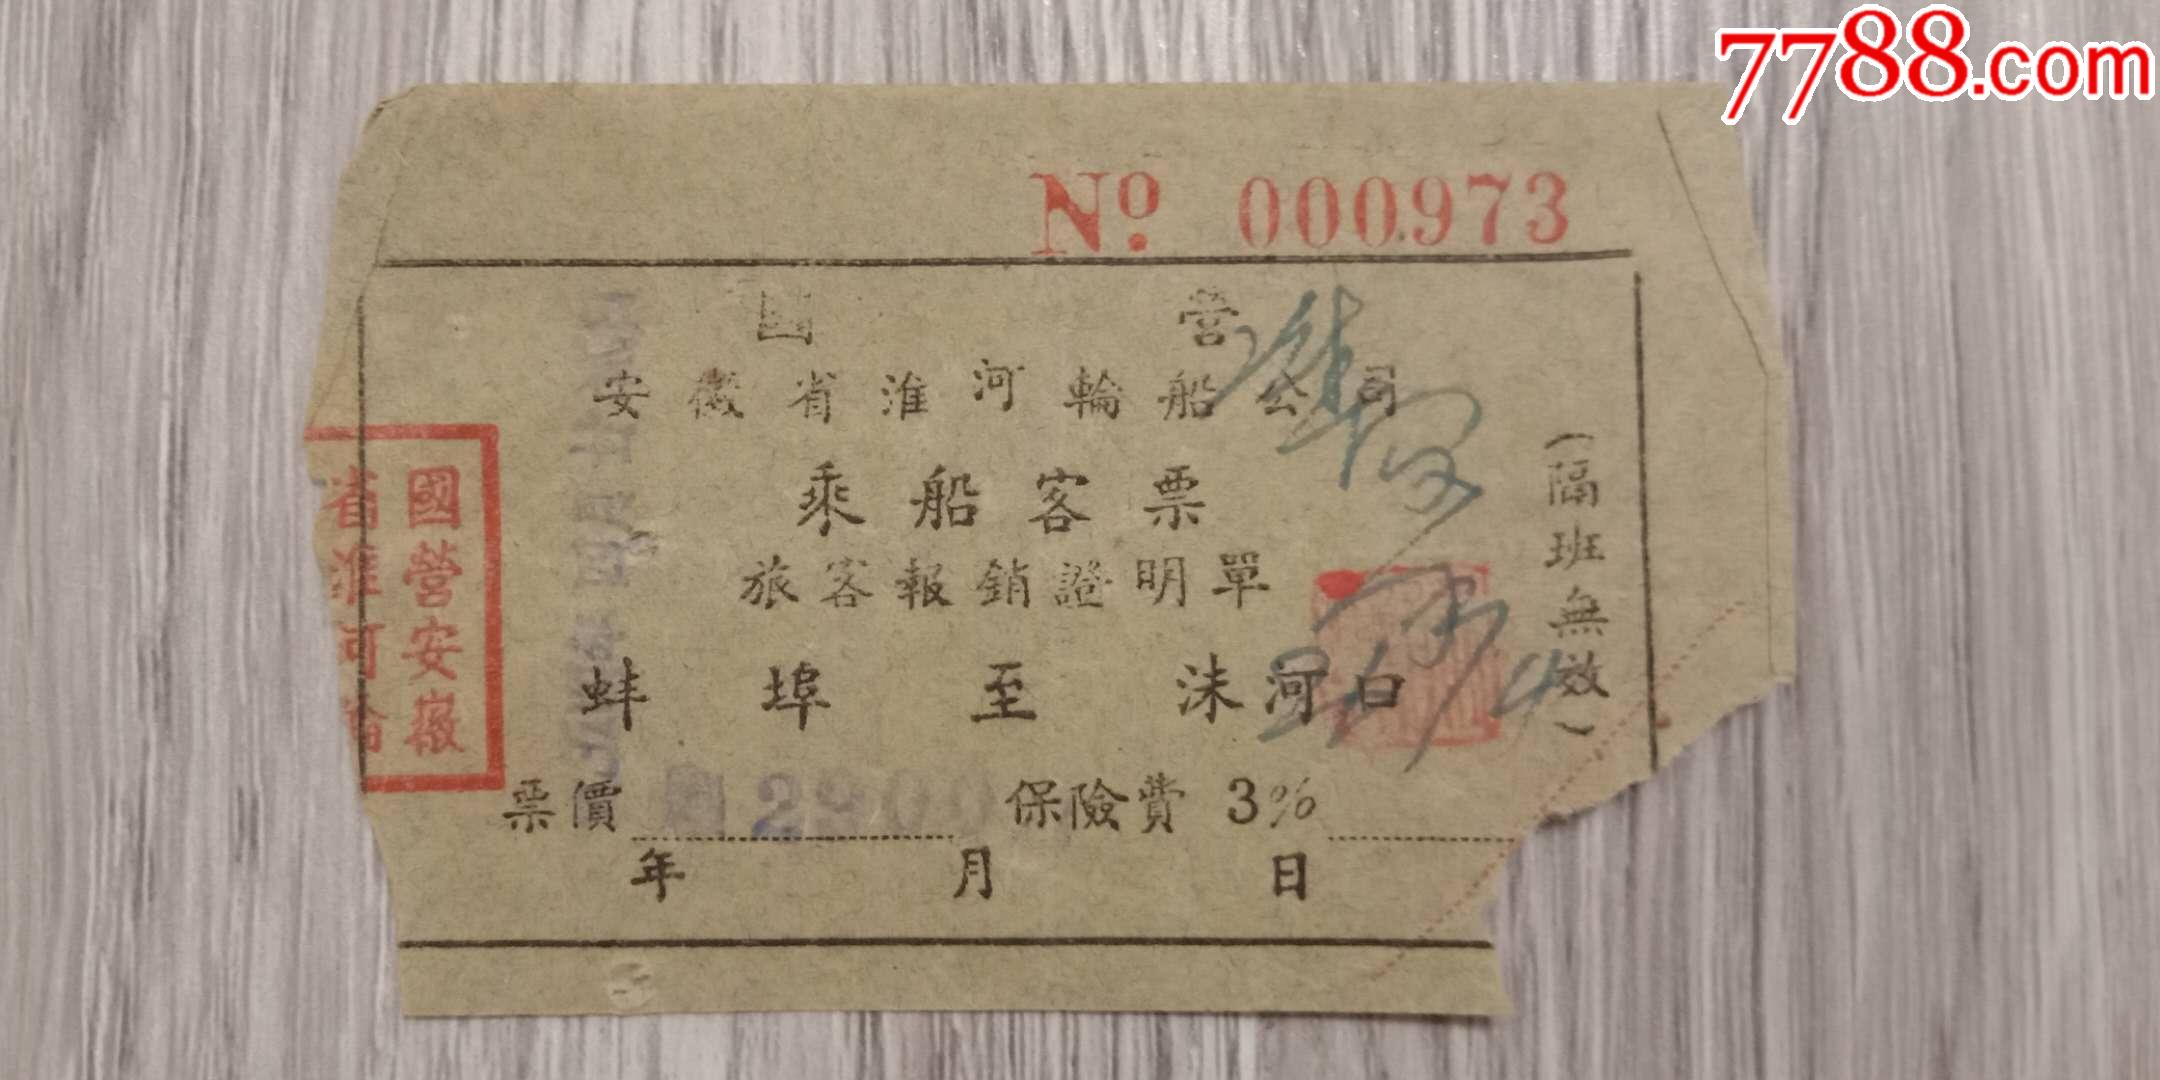 7788.com
No 000973
國營
安徽省淮河輪船公司
乘船客票
旅客報銷證明單
蚌埠至沫河口
票價 2900 保險費 3%
年 月 日
(隔班無效)
國營安徽
省淮河輪